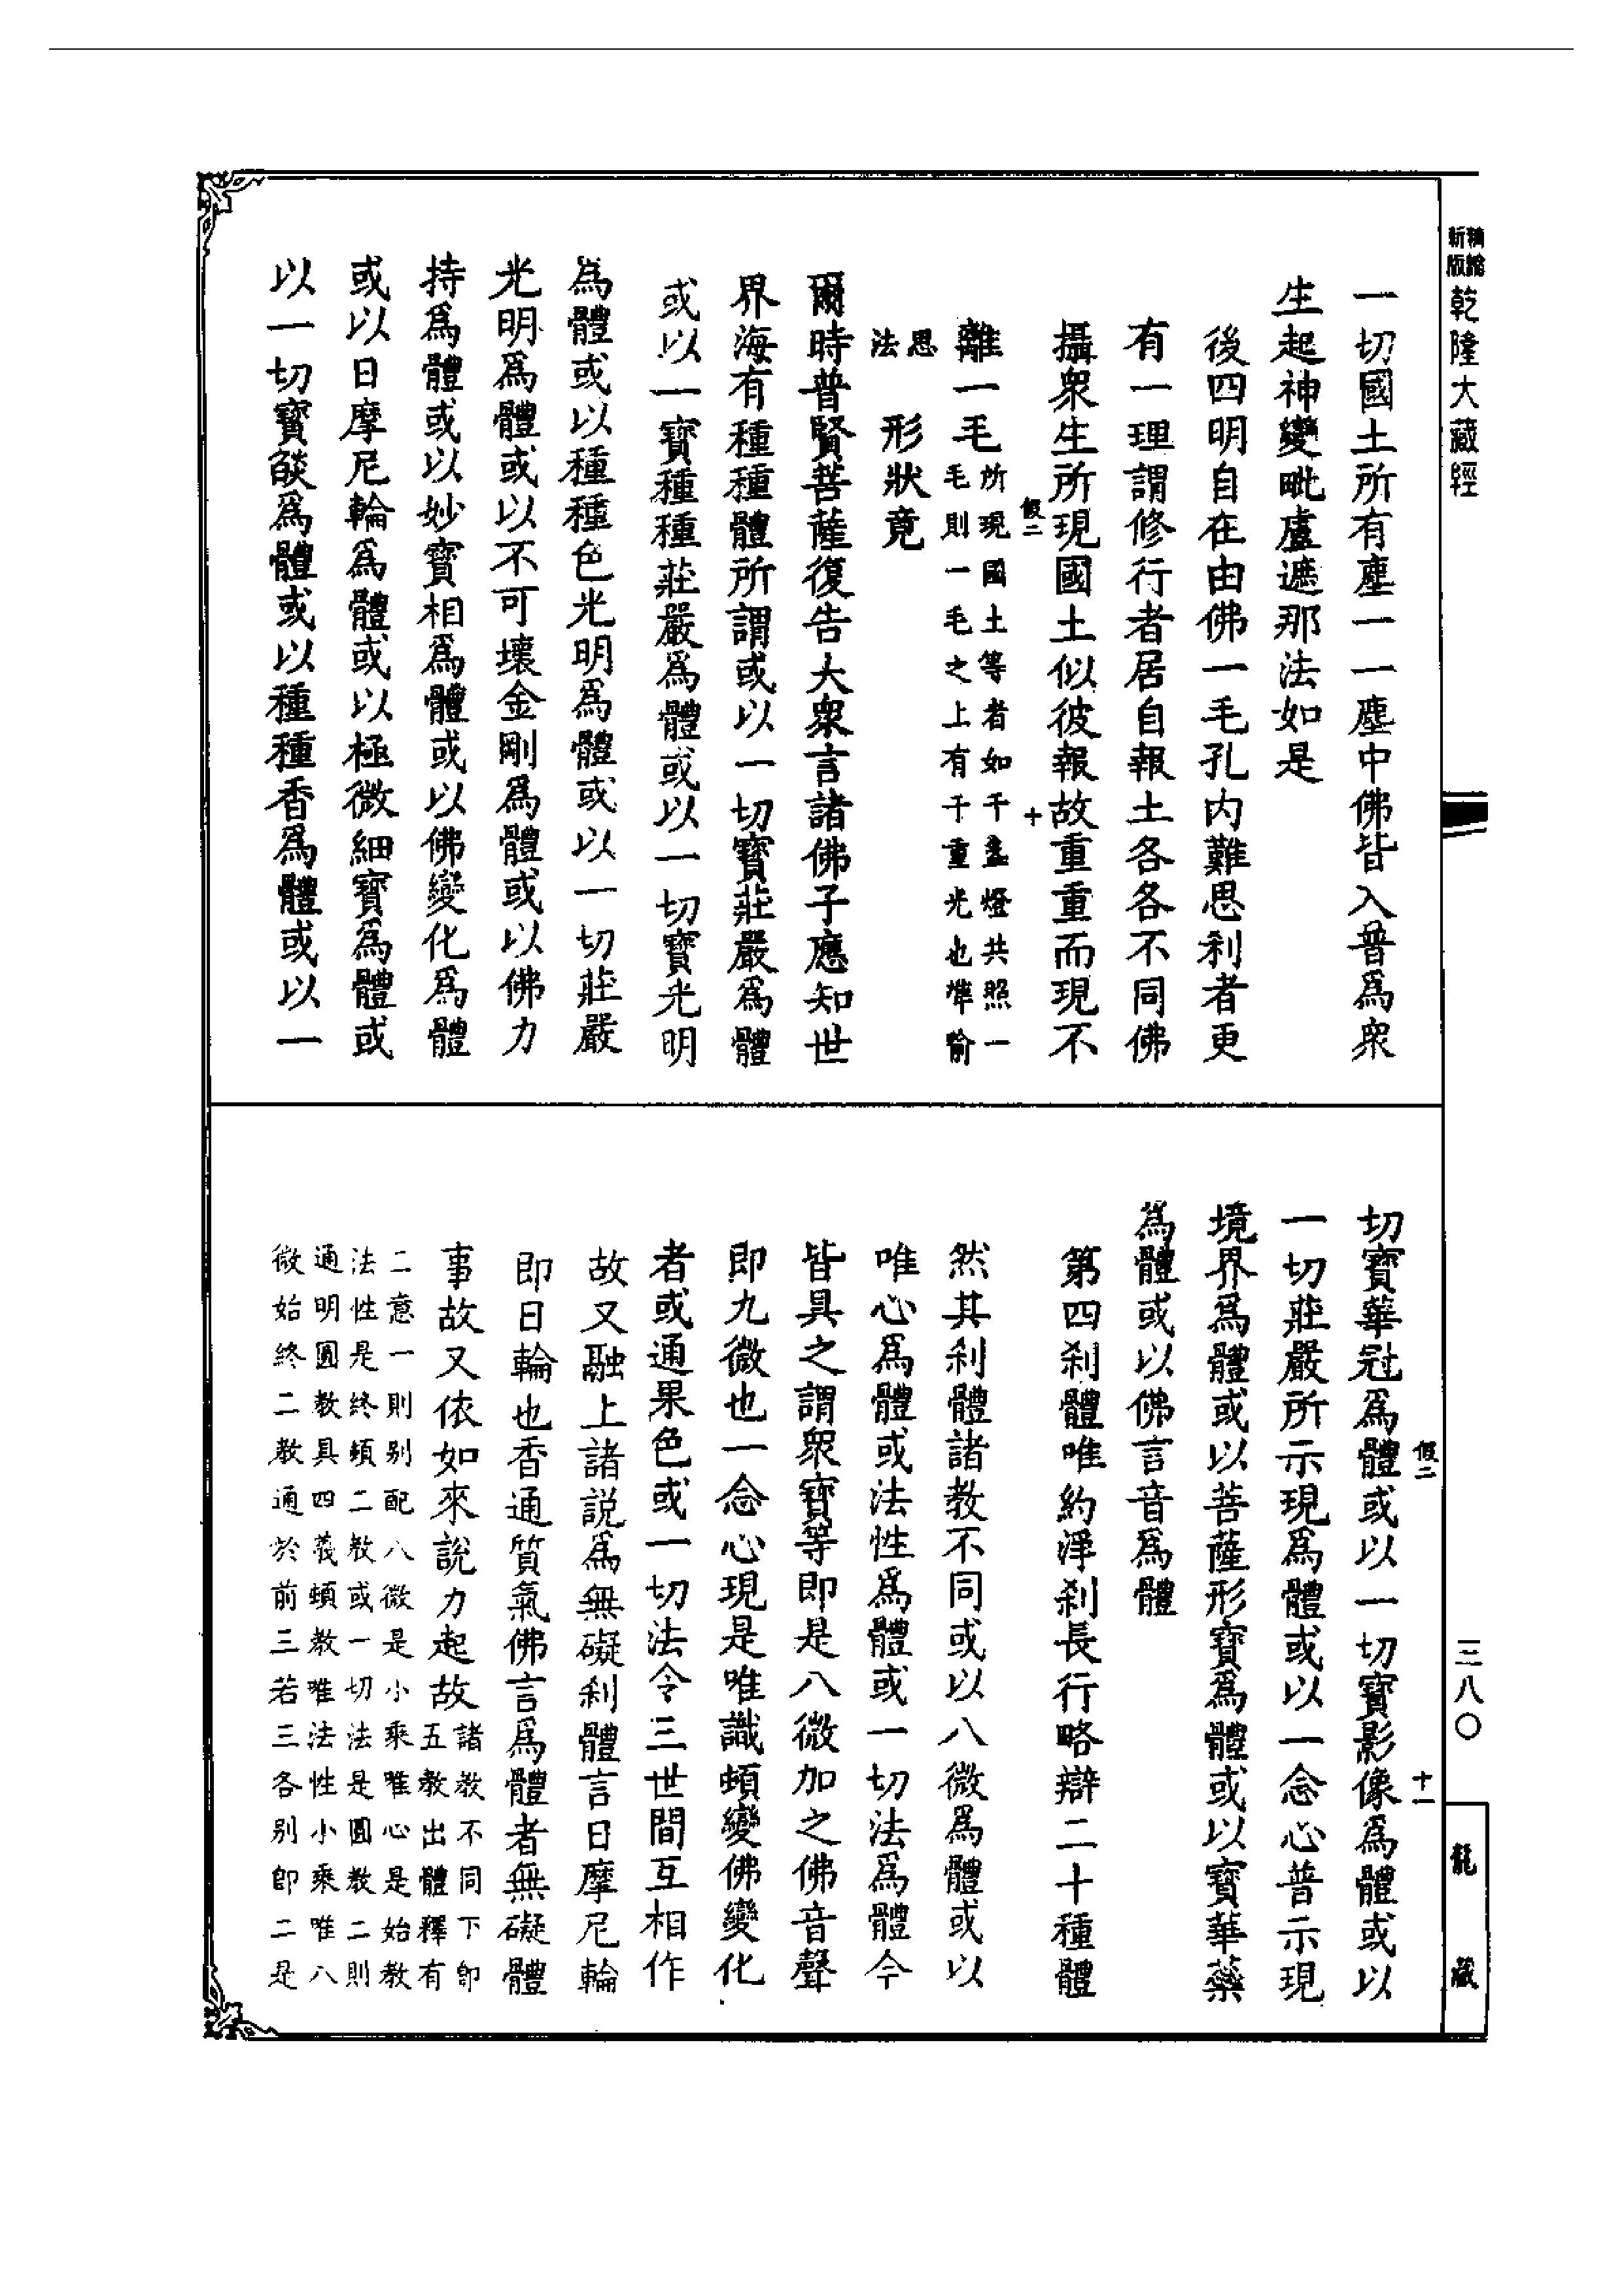 新版 精縮
乾隆大藏經
一切國土所有塵一一塵中佛皆入普爲衆
生起神變毗盧遮那法如是
後四明自在由佛一毛孔内難思刹者更
有一理謂修行者居自報土各各不同佛
攝衆生所現國土似彼報故重重而現不
假二
十
離一毛
所現國土等者如千盞燈共照一
毛則一毛之上有千重光也準喻
思
法
形狀竟
爾時普賢菩薩復告大衆言諸佛子應知世
界海有種種體所謂或以一切寶莊嚴爲體
或以一寶種種莊嚴爲體或以一切寶光明
爲體或以種種色光明爲體或以一切莊嚴
光明爲體或以不可壞金剛爲體或以佛力
持爲體或以妙寶相爲體或以佛變化爲體
或以日摩尼輪爲體或以極微細寶爲體或
以一切寶燄爲體或以種種香爲體或以一
假二
十一
切寶華冠爲體或以一切寶影像爲體或以
一切莊嚴所示現爲體或以一念心普示現
境界爲體或以菩薩形寶爲體或以寶華蘂
爲體或以佛言音爲體
第四刹體唯約淨刹長行略辯二十種體
然其刹體諸教不同或以八微爲體或以
唯心爲體或法性爲體或一切法爲體今
皆具之謂衆寶等即是八微加之佛音聲
即九微也一念心現是唯識頓變佛變化
者或通果色或一切法令三世間互相作
故又融上諸説爲無礙刹體言日摩尼輪
即日輪也香通質氣佛言爲體者無礙體
事故又依如來說力起故
諸教不同下即
五教出體釋有
二意一則别配八微是小乘唯心是始教
法性是終頓二教或一切法是圓教二則
通明圓教具四義頓教唯法性小乘唯八
微始終二教通於前三若三各别即二是
三八〇
龍藏